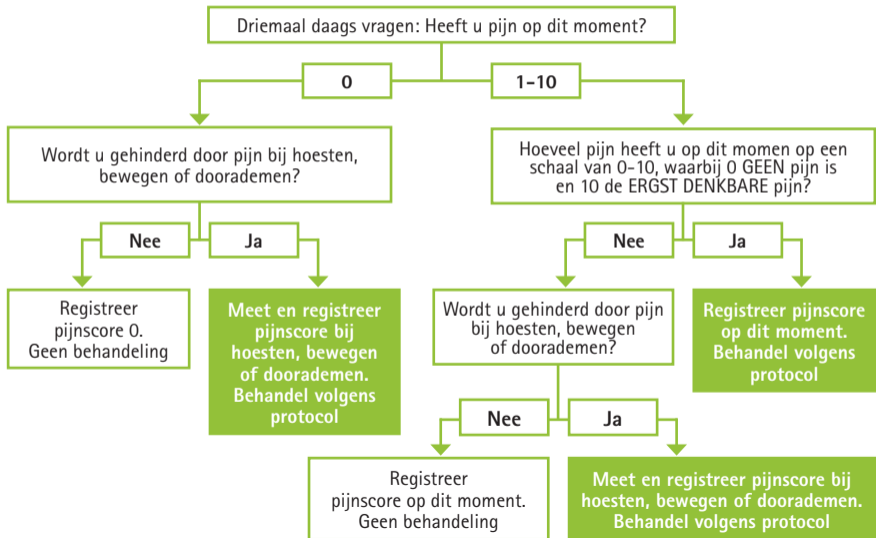 Driemaal daags vragen: Heeft u pijn op dit moment?
0
1-10
Wordt u gehinderd door pijn bij hoesten,
bewegen of doorademen?
Hoeveel pijn heeft u op dit momen op een
schaal van 0-10, waarbij 0 GEEN pijn is
en 10 de ERGST DENKBARE pijn?
Nee
Ja
Nee
Ja
Registreer
pijnscore 0.
Geen behandeling
Meet en registreer
pijnscore bij
hoesten, bewegen
of doorademen.
Behandel volgens
protocol
Wordt u gehinderd door pijn
bij hoesten, bewegen
of doorademen?
Registreer pijnscore
op dit moment.
Behandel volgens
protocol
Nee
Ja
Registreer
pijnscore op dit moment.
Geen behandeling
Meet en registreer pijnscore bij
hoesten, bewegen of doorademen.
Behandel volgens protocol